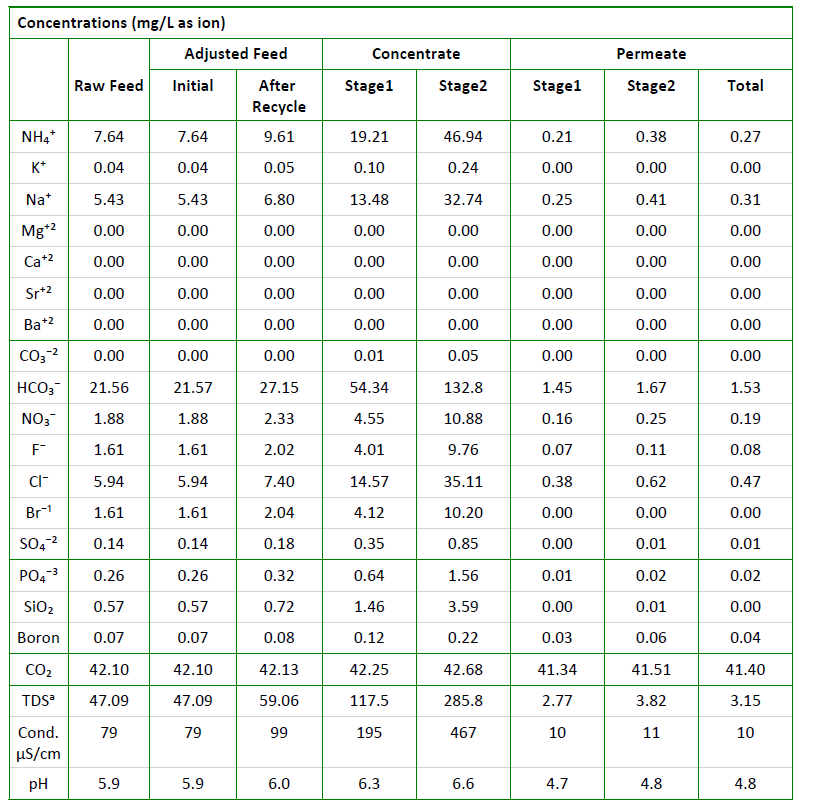 Concentrations (mg/L as ion)
Adjusted Feed Concentrate Permeate
Raw Feed Initial After Recycle Stage1 Stage2 Stage1 Stage2 Total
NH₄⁺ 7.64 7.64 9.61 19.21 46.94 0.21 0.38 0.27
K⁺ 0.04 0.04 0.05 0.10 0.24 0.00 0.00 0.00
Na⁺ 5.43 5.43 6.80 13.48 32.74 0.25 0.41 0.31
Mg⁺² 0.00 0.00 0.00 0.00 0.00 0.00 0.00 0.00
Ca⁺² 0.00 0.00 0.00 0.00 0.00 0.00 0.00 0.00
Sr⁺² 0.00 0.00 0.00 0.00 0.00 0.00 0.00 0.00
Ba⁺² 0.00 0.00 0.00 0.00 0.00 0.00 0.00 0.00
CO₃⁻² 0.00 0.00 0.00 0.01 0.05 0.00 0.00 0.00
HCO₃⁻ 21.56 21.57 27.15 54.34 132.8 1.45 1.67 1.53
NO₃⁻ 1.88 1.88 2.33 4.55 10.88 0.16 0.25 0.19
F⁻ 1.61 1.61 2.02 4.01 9.76 0.07 0.11 0.08
Cl⁻ 5.94 5.94 7.40 14.57 35.11 0.38 0.62 0.47
Br⁻¹ 1.61 1.61 2.04 4.12 10.20 0.00 0.00 0.00
SO₄⁻² 0.14 0.14 0.18 0.35 0.85 0.00 0.01 0.01
PO₄⁻³ 0.26 0.26 0.32 0.64 1.56 0.01 0.02 0.02
SiO₂ 0.57 0.57 0.72 1.46 3.59 0.00 0.01 0.00
Boron 0.07 0.07 0.08 0.12 0.22 0.03 0.06 0.04
CO₂ 42.10 42.10 42.13 42.25 42.68 41.34 41.51 41.40
TDSᵃ 47.09 47.09 59.06 117.5 285.8 2.77 3.82 3.15
Cond. µS/cm 79 79 99 195 467 10 11 10
pH 5.9 5.9 6.0 6.3 6.6 4.7 4.8 4.8